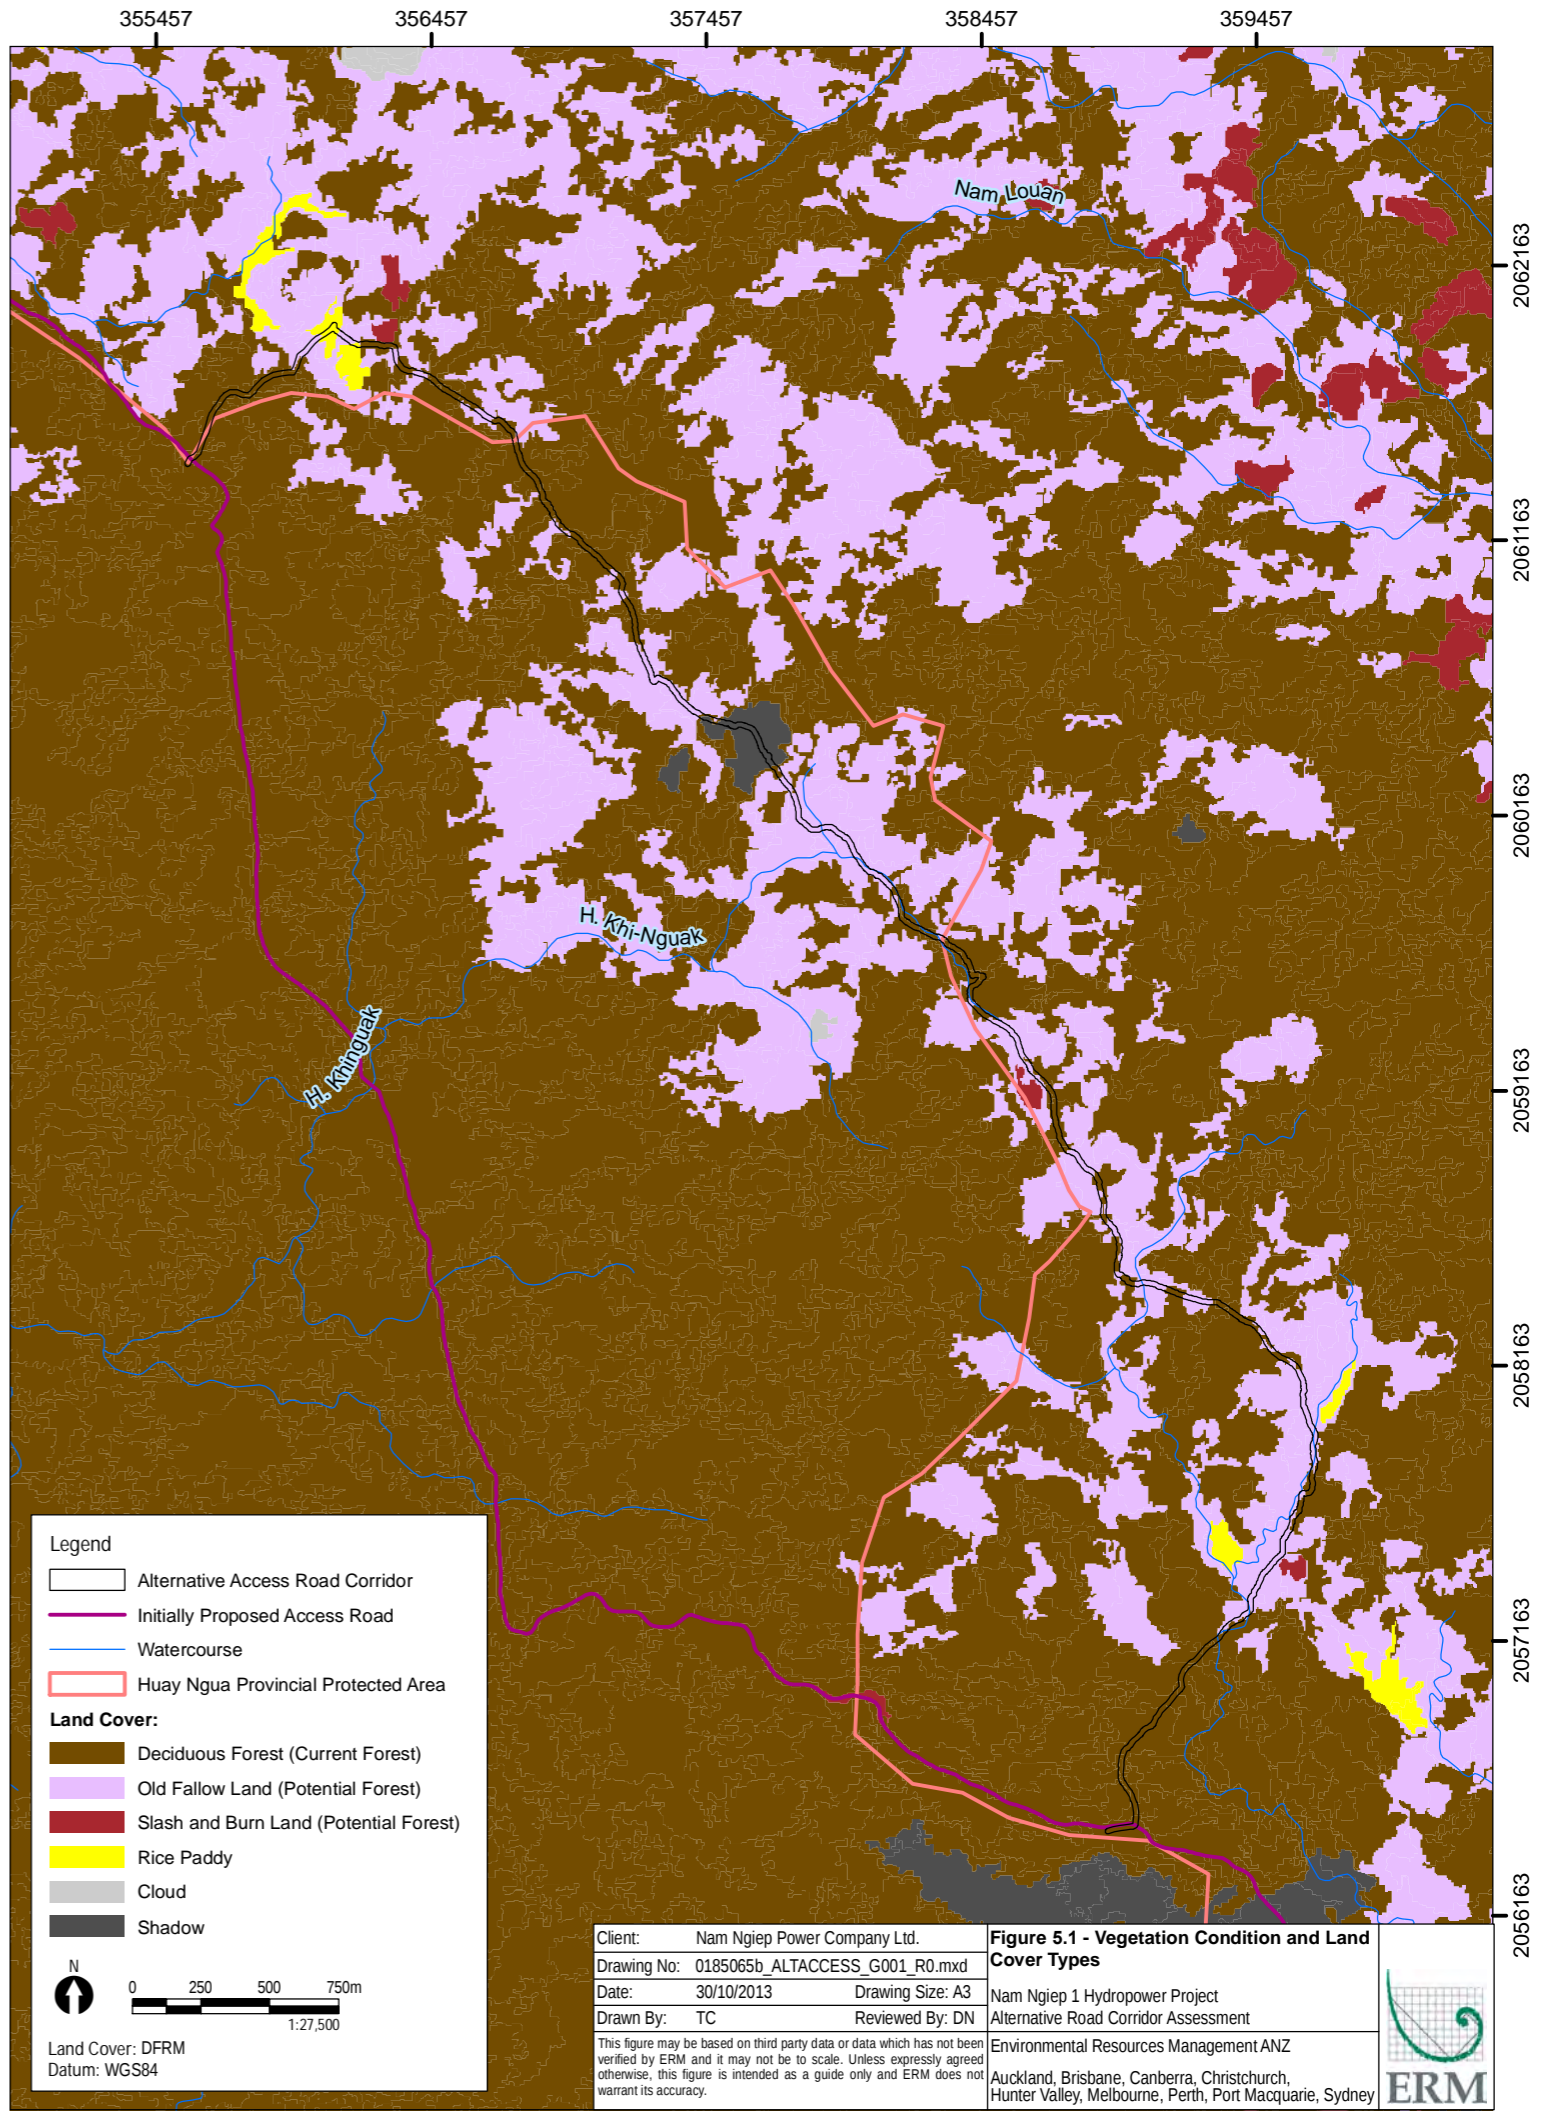 355457
356457
357457
358457
359457
Nam Louan
2062163
2061163
2060163
H. Khi-Nguak
H. Khinguak
2059163
2058163
2057163
2056163
Legend
Alternative Access Road Corridor
Initially Proposed Access Road
Watercourse
Huay Ngua Provincial Protected Area
Land Cover:
Deciduous Forest (Current Forest)
Old Fallow Land (Potential Forest)
Slash and Burn Land (Potential Forest)
Rice Paddy
Cloud
Shadow
N
0 250 500 750m
1:27,500
Land Cover: DFRM
Datum: WGS84
Client: Nam Ngiep Power Company Ltd.
Drawing No: 0185065b_ALTACCESS_G001_R0.mxd
Date: 30/10/2013 Drawing Size: A3
Drawn By: TC Reviewed By: DN
This figure may be based on third party data or data which has not been
verified by ERM and it may not be to scale. Unless expressly agreed
otherwise, this figure is intended as a guide only and ERM does not
warrant its accuracy.
Figure 5.1 - Vegetation Condition and Land
Cover Types
Nam Ngiep 1 Hydropower Project
Alternative Road Corridor Assessment
Environmental Resources Management ANZ
Auckland, Brisbane, Canberra, Christchurch,
Hunter Valley, Melbourne, Perth, Port Macquarie, Sydney
ERM